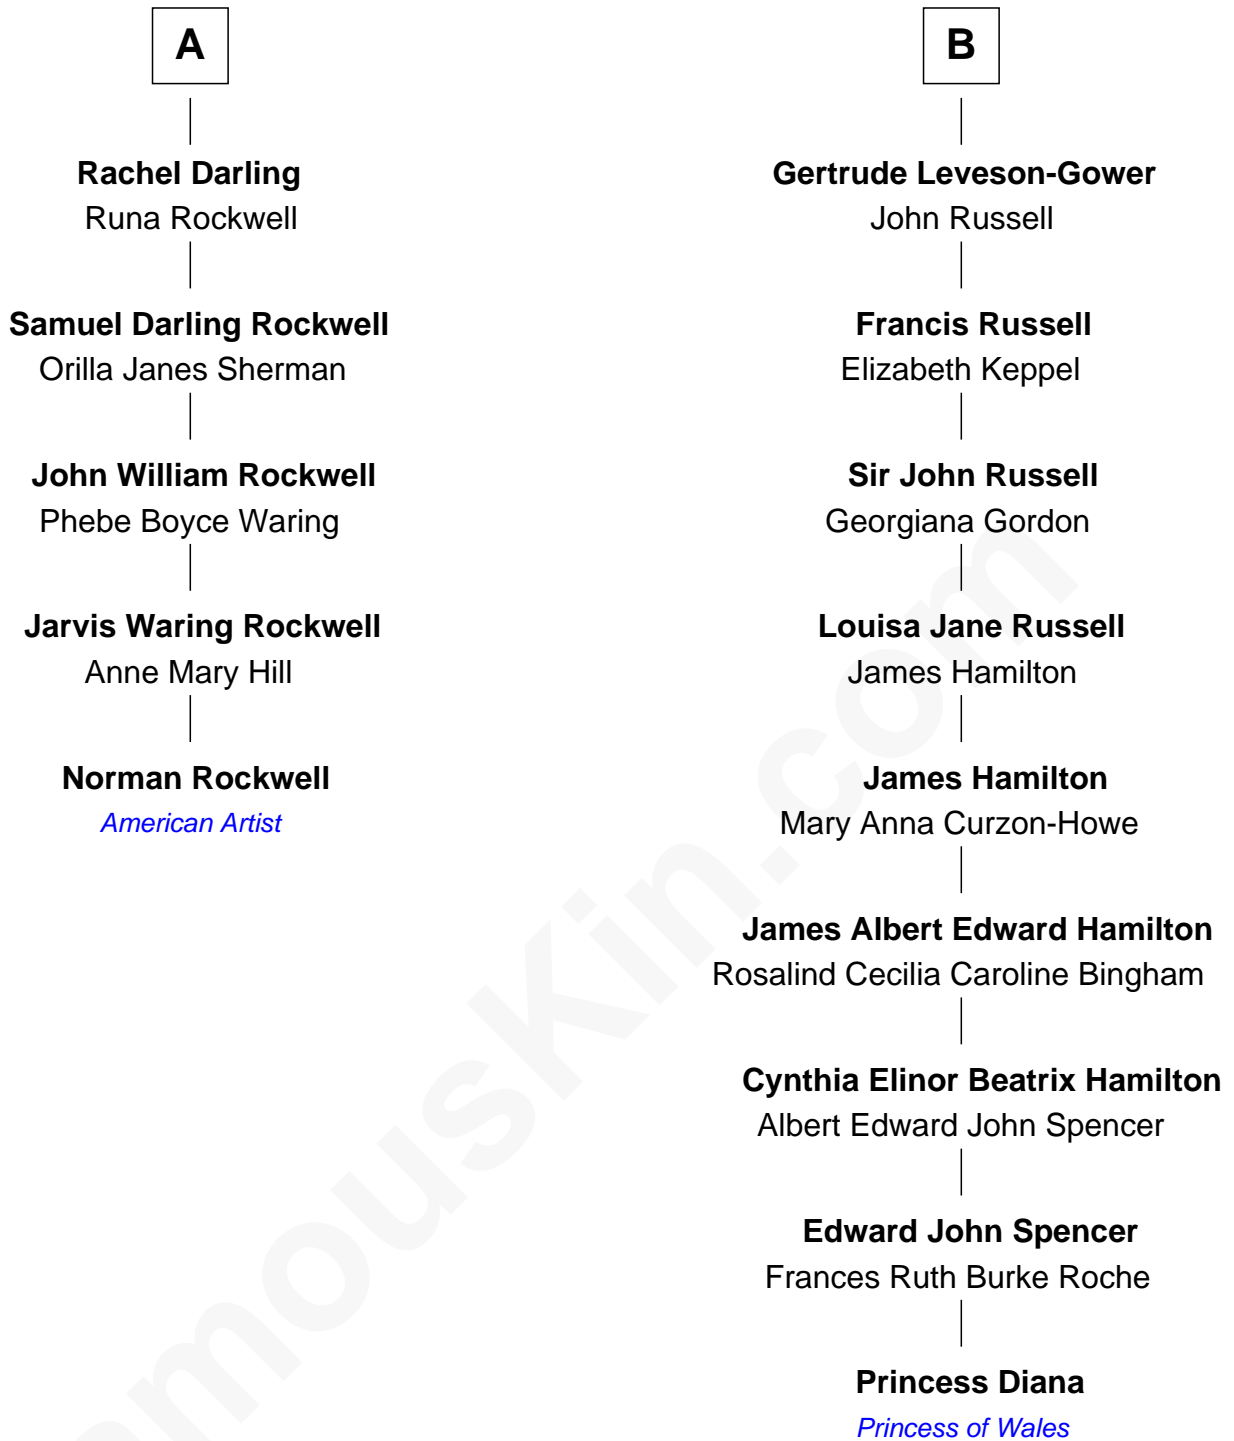 A
Rachel Darling
Runa Rockwell
Samuel Darling Rockwell
Orilla Janes Sherman
John William Rockwell
Phebe Boyce Waring
Jarvis Waring Rockwell
Anne Mary Hill
Norman Rockwell
American Artist
B
Gertrude Leveson-Gower
John Russell
Francis Russell
Elizabeth Keppel
Sir John Russell
Georgiana Gordon
Louisa Jane Russell
James Hamilton
James Hamilton
Mary Anna Curzon-Howe
James Albert Edward Hamilton
Rosalind Cecilia Caroline Bingham
Cynthia Elinor Beatrix Hamilton
Albert Edward John Spencer
Edward John Spencer
Frances Ruth Burke Roche
Princess Diana
Princess of Wales
amousKin.com